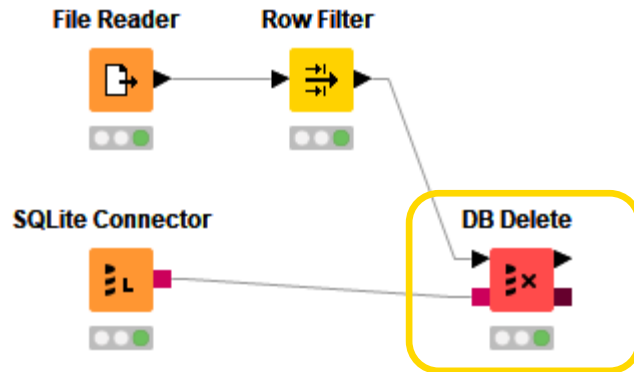 File Reader
Row Filter
SQLite Connector
L
DB Delete